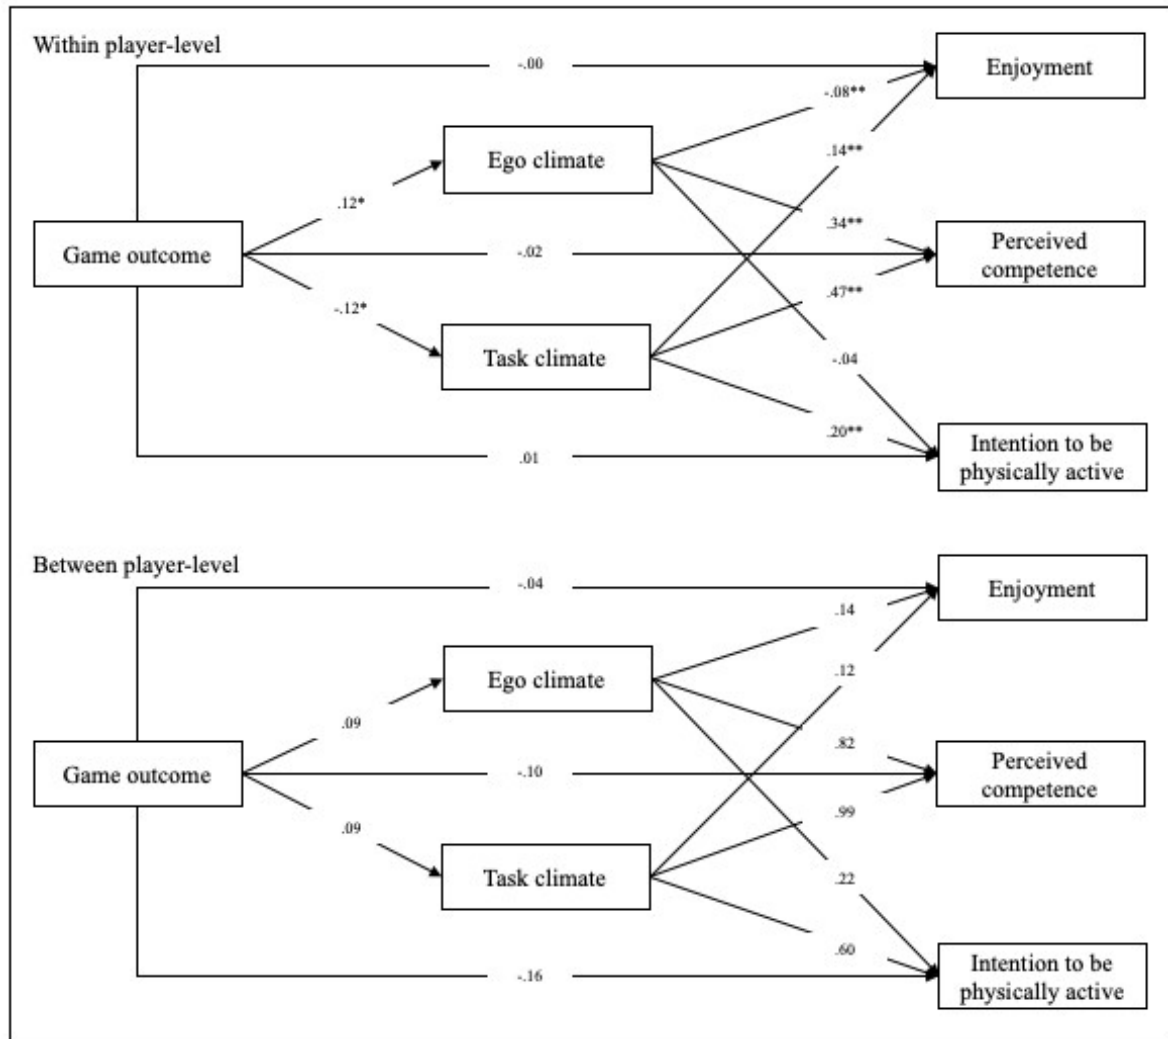 Within player-level
-.00
Enjoyment
-.08**
.14**
Ego climate
.12*
.34**
Game outcome
-.02
Perceived
competence
-.12*
.47**
Task climate
-.04
.20**
.01
Intention to be
physically active
Between player-level
-.04
Enjoyment
.14
.12
Ego climate
.09
.82
Game outcome
-.10
Perceived
competence
.09
.99
Task climate
.22
.60
-.16
Intention to be
physically active